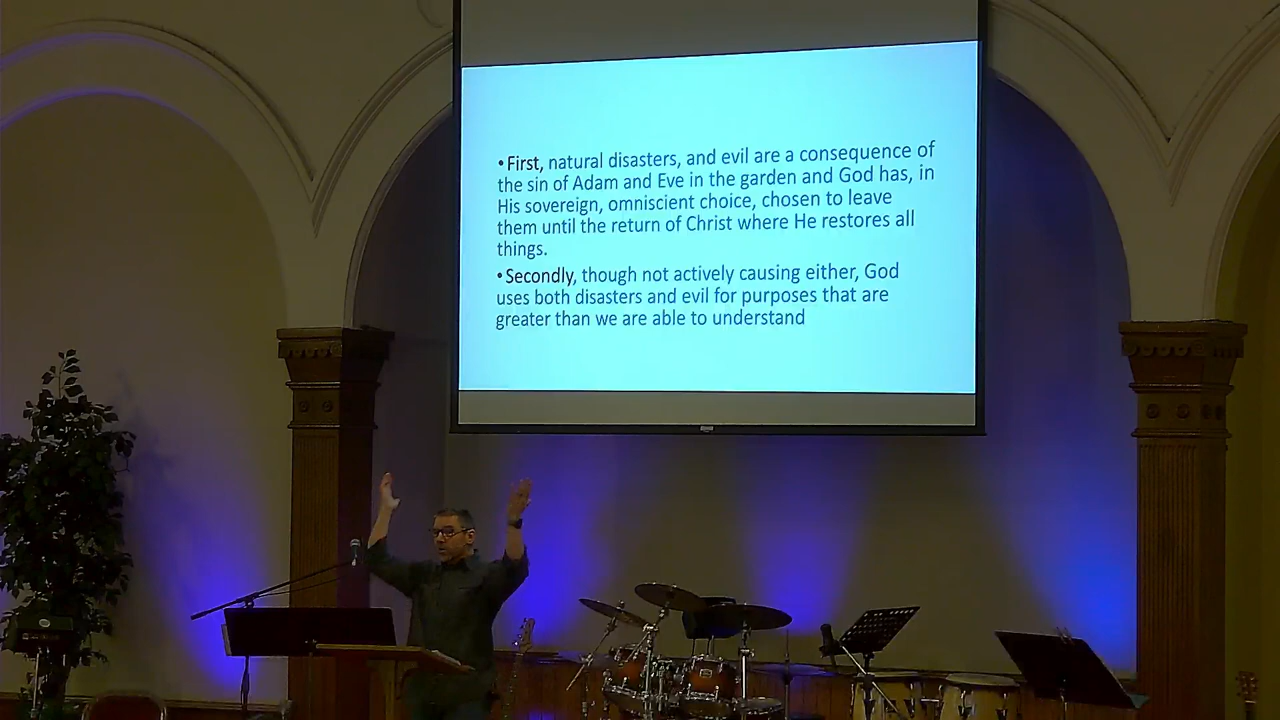 •First, natural disasters, and evil are a consequence of
the sin of Adam and Eve in the garden and God has, in
His sovereign, omniscient choice, chosen to leave
them until the return of Christ where He restores all
things.
•Secondly, though not actively causing either, God
uses both disasters and evil for purposes that are
greater than we are able to understand